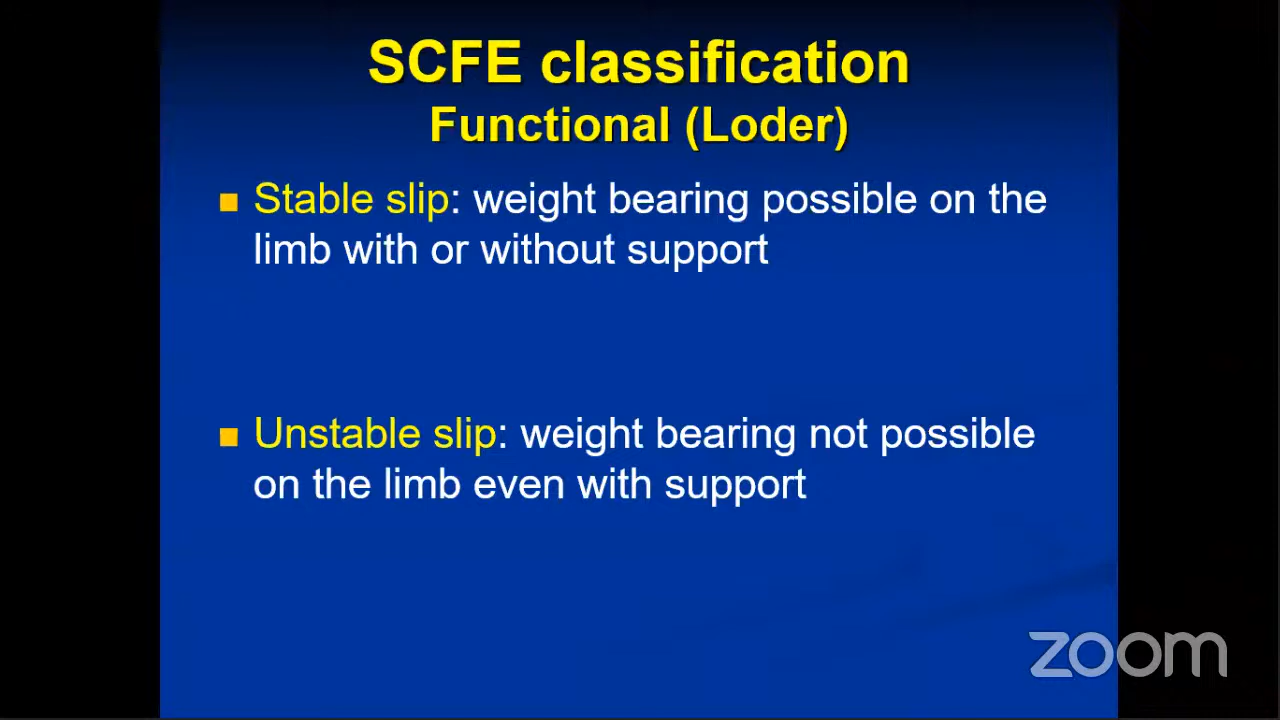 SCFE classification
Functional (Loder)
Stable slip: weight bearing possible on the
limb with or without support
Unstable slip: weight bearing not possible
on the limb even with support
zoom